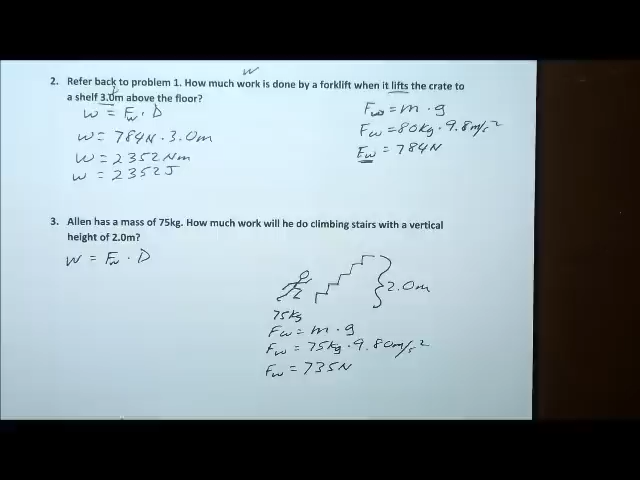 w
2. Refer back to problem 1. How much work is done by a forklift when it lifts the crate to
a shelf 3.0m above the floor?
W = Fw · D
W = 784N · 3.0m
W = 2352Nm
W = 2352J
Fw = m · g
Fw = 80kg · 9.8m/s²
Fw = 784N
3. Allen has a mass of 75kg. How much work will he do climbing stairs with a vertical
height of 2.0m?
W = Fw · D
2.0m
75kg
Fw = m · g
Fw = 75kg · 9.80m/s²
Fw = 735N